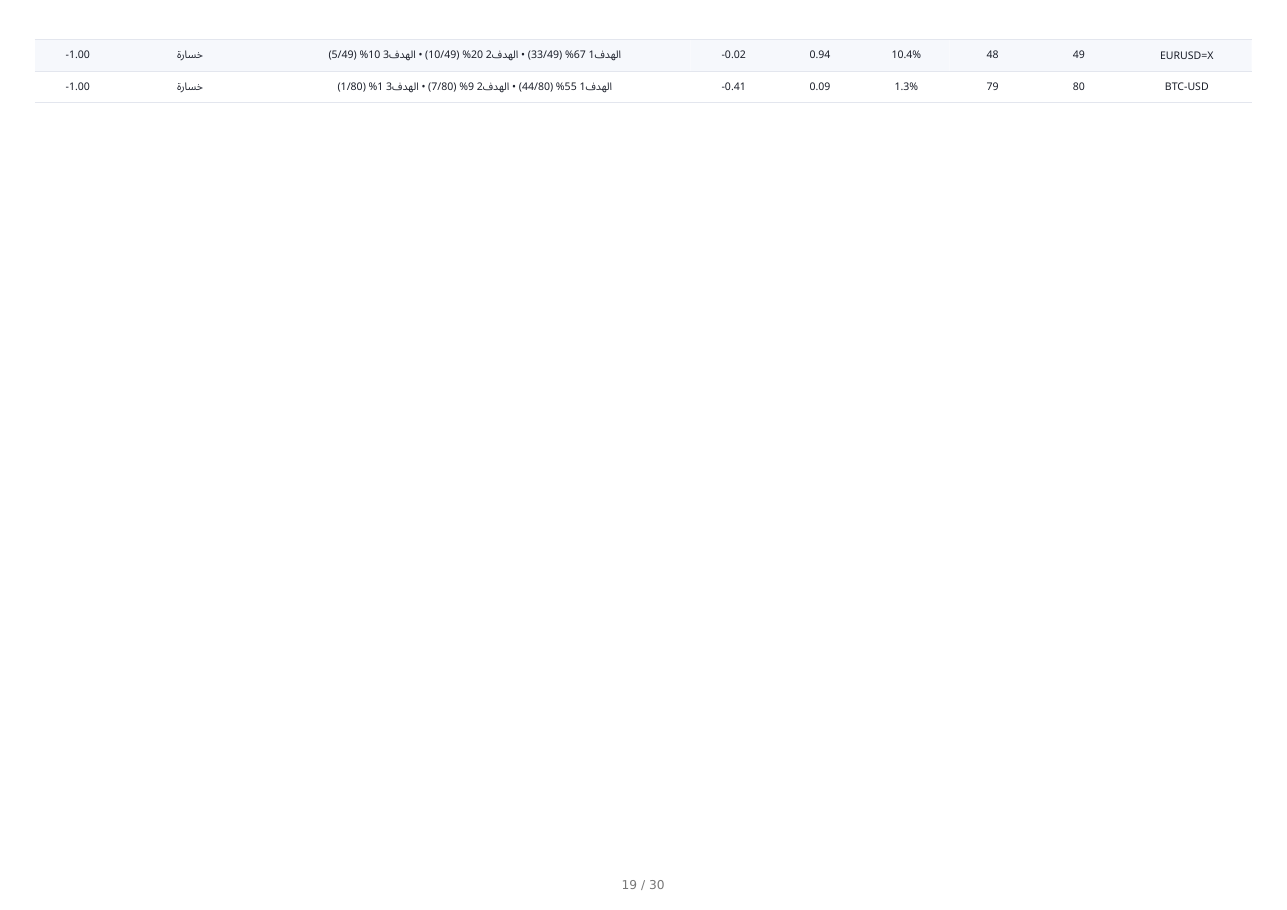 EURUSD=X 49 48 10.4% 0.94 -0.02 الهدف1 67% (33/49) • الهدف2 20% (10/49) • الهدف3 10% (5/49) خسارة -1.00
BTC-USD 80 79 1.3% 0.09 -0.41 الهدف1 55% (44/80) • الهدف2 9% (7/80) • الهدف3 1% (1/80) خسارة -1.00
19 / 30